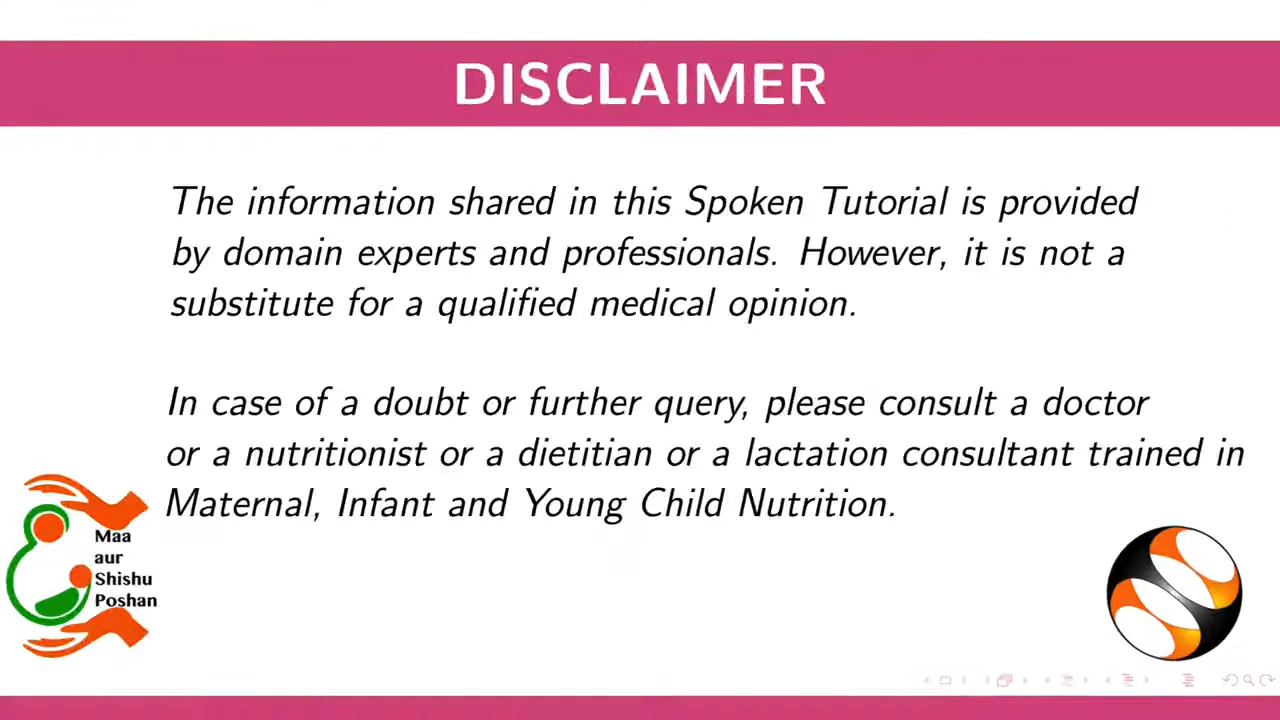 DISCLAIMER
The information shared in this Spoken Tutorial is provided
by domain experts and professionals. However, it is not a
substitute for a qualified medical opinion.
In case of a doubt or further query, please consult a doctor
or a nutritionist or a dietitian or a lactation consultant trained in
Maternal, Infant and Young Child Nutrition.
Maa
aur
Shishu
Poshan